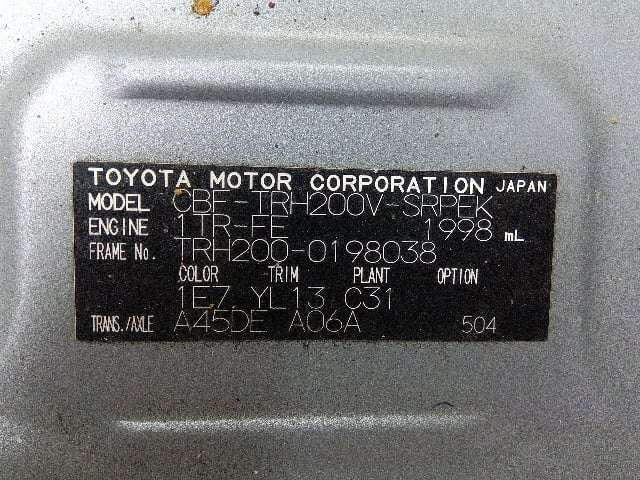 TOYOTA MOTOR CORPORATION JAPAN
MODEL CBF-TRH200V-SRPEK
ENGINE 1TR-FE 1998 mL
FRAME No. TRH200-0198038
COLOR TRIM PLANT OPTION
1E7 YL13 C31
TRANS./AXLE A45DE A06A 504